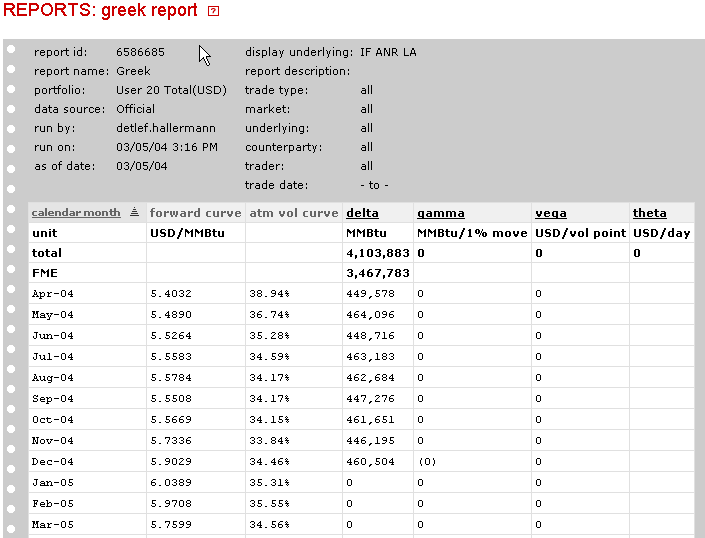 REPORTS: greek report ?
report id: 6586685 display underlying: IF ANR LA
report name: Greek report description:
portfolio: User 20 Total(USD) trade type: all
data source: Official market: all
run by: detlef.hallermann underlying: all
run on: 03/05/04 3:16 PM counterparty: all
as of date: 03/05/04 trader: all
trade date: - to -
calendar month forward curve atm vol curve delta gamma vega theta
unit USD/MMBtu MMBtu MMBtu/1% move USD/vol point USD/day
total 4,103,883 0 0 0
FME 3,467,783
Apr-04 5.4032 38.94% 449,578 0 0
May-04 5.4890 36.74% 464,096 0 0
Jun-04 5.5264 35.28% 448,716 0 0
Jul-04 5.5583 34.59% 463,183 0 0
Aug-04 5.5784 34.17% 462,684 0 0
Sep-04 5.5508 34.17% 447,276 0 0
Oct-04 5.5669 34.15% 461,651 0 0
Nov-04 5.7336 33.84% 446,195 0 0
Dec-04 5.9029 34.46% 460,504 (0) 0
Jan-05 6.0389 35.31% 0 0 0
Feb-05 5.9708 35.55% 0 0 0
Mar-05 5.7599 34.56% 0 0 0